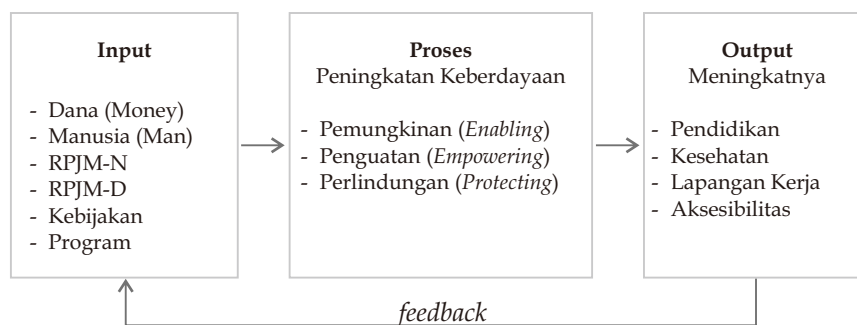 Input
- Dana (Money)
- Manusia (Man)
- RPJM-N
- RPJM-D
- Kebijakan
- Program
Proses
Peningkatan Keberdayaan
- Pemungkinan (Enabling)
- Penguatan (Empowering)
- Perlindungan (Protecting)
Output
Meningkatnya
- Pendidikan
- Kesehatan
- Lapangan Kerja
- Aksesibilitas
feedback